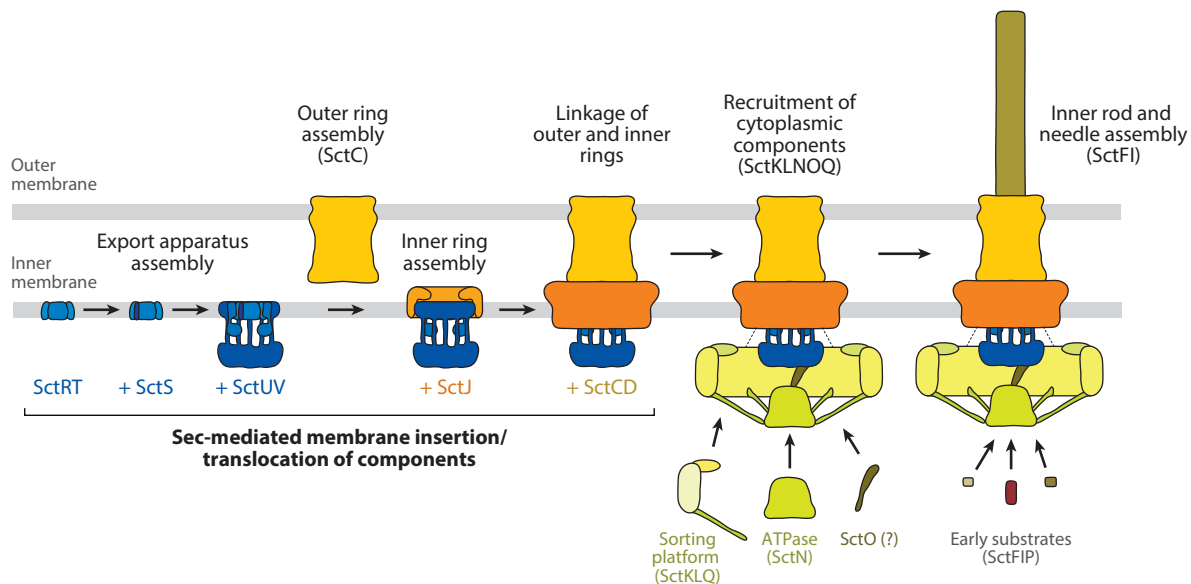 Outer ring
assembly
(SctC)
Linkage of
outer and inner
rings
Recruitment of
cytoplasmic
components
(SctKLNOQ)
Inner rod and
needle assembly
(SctFI)
Outer
membrane
Export apparatus
assembly
Inner ring
assembly
Inner
membrane
SctRT
+ SctS
+ SctUV
+ SctJ
+ SctCD
Sec-mediated membrane insertion/
translocation of components
Sorting
platform
(SctKLQ)
ATPase
(SctN)
SctO (?)
Early substrates
(SctFIP)